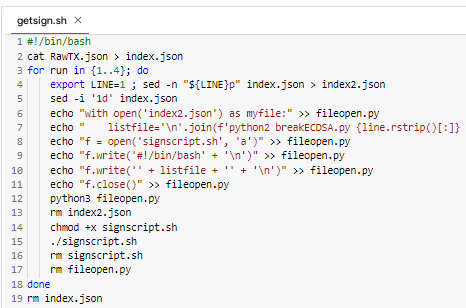 getsign.sh ×
1 #!/bin/bash
2 cat RawTX.json > index.json
3 for run in {1..4}; do
4 export LINE=1 ; sed -n "${LINE}p" index.json > index2.json
5 sed -i '1d' index.json
6 echo "with open('index2.json') as myfile:" >> fileopen.py
7 echo "    listfile='\n'.join(f'python2 breakECDSA.py {line.rstrip()[:]}
8 echo "f = open('signscript.sh', 'a')" >> fileopen.py
9 echo "f.write('#!/bin/bash' + '\n')" >> fileopen.py
10 echo "f.write('' + listfile + '' + '\n')" >> fileopen.py
11 echo "f.close()" >> fileopen.py
12 python3 fileopen.py
13 rm index2.json
14 chmod +x signscript.sh
15 ./signscript.sh
16 rm signscript.sh
17 rm fileopen.py
18 done
19 rm index.json